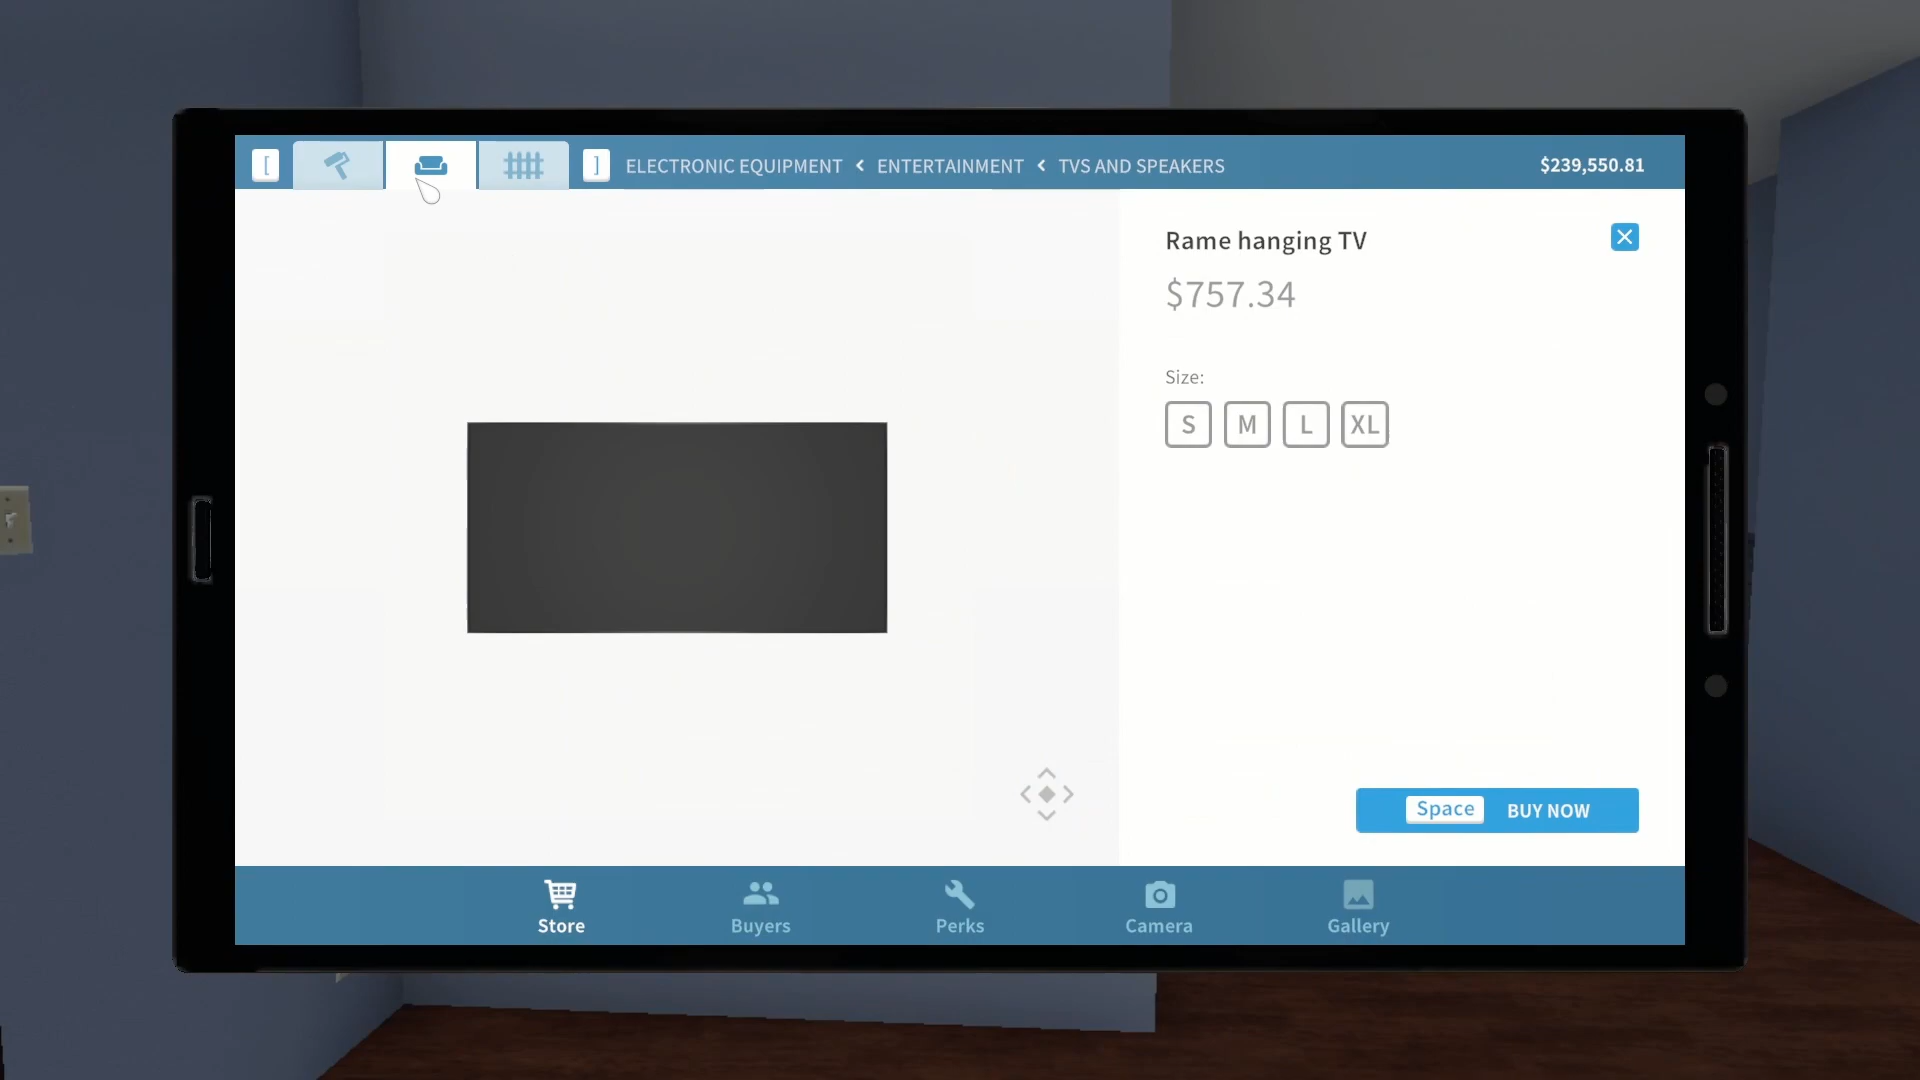 [ ] ELECTRONIC EQUIPMENT < ENTERTAINMENT < TVS AND SPEAKERS $239,550.81
Rame hanging TV
$757.34
Size:
S M L XL
Space BUY NOW
Store Buyers Perks Camera Gallery